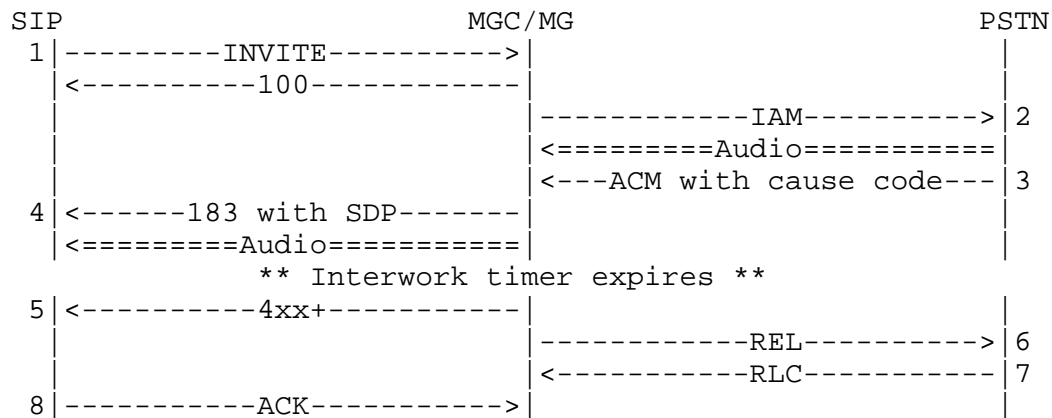 SIP                       MGC/MG                       PSTN
 1|---------INVITE---------->|                          |
  |<----------100------------|                          |
  |                          |------------IAM---------->|2
  |                          |<=========Audio===========|
  |                          |<---ACM with cause code---|3
 4|<------183 with SDP-------|                          |
  |<=========Audio===========|                          |
             ** Interwork timer expires **
 5|<----------4xx+-----------|                          |
  |                          |------------REL---------->|6
  |                          |<-----------RLC-----------|7
 8|-----------ACK----------->|                          |